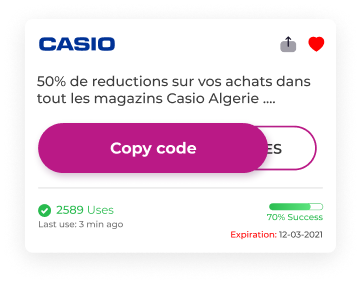 CASIO
50% de reductions sur vos achats dans
tout les magazins Casio Algerie ....
Copy code
ES
2589 Uses
70% Success
Last use: 3 min ago
Expiration: 12-03-2021